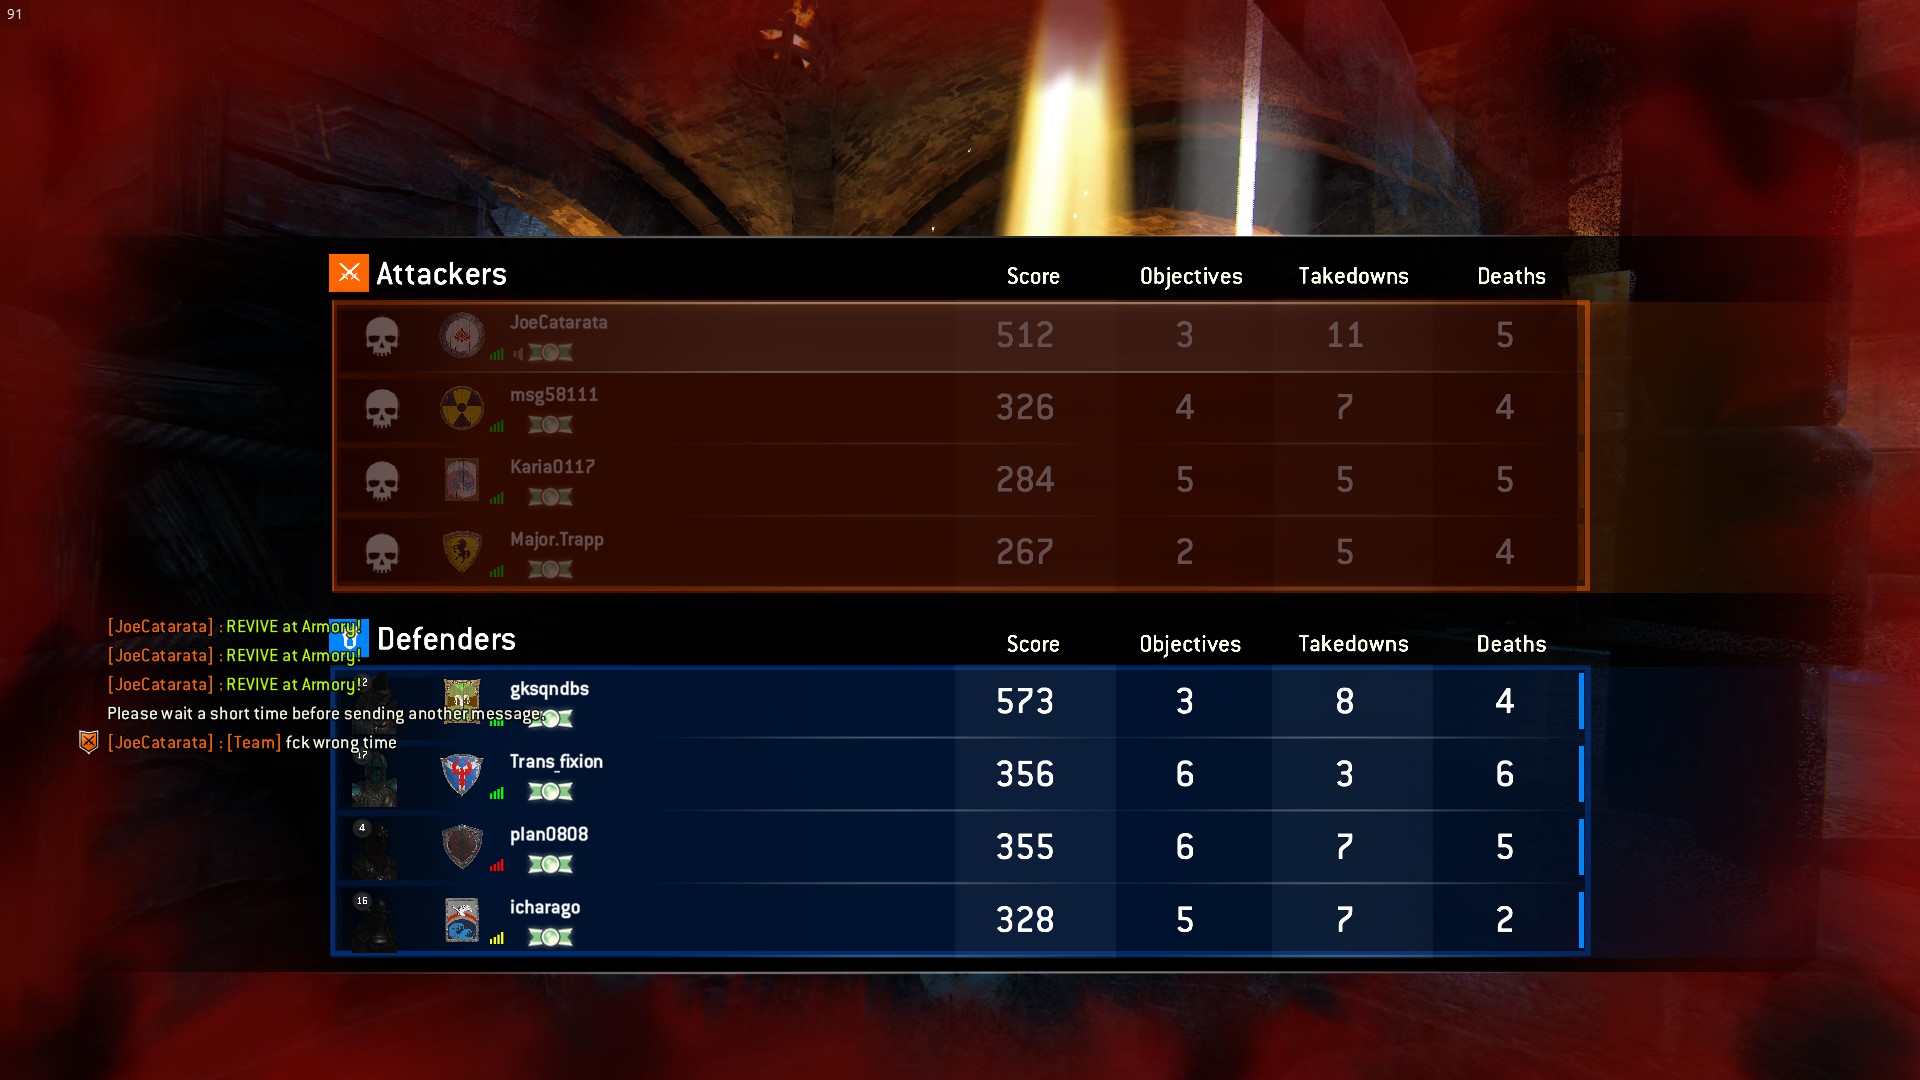 91
Attackers Score Objectives Takedowns Deaths
JoeCatarata 512 3 11 5
msg58111 326 4 7 4
Karia0117 284 5 5 5
Major.Trapp 267 2 5 4
[JoeCatarata] : REVIVE at Armory!
[JoeCatarata] : REVIVE at Armory!
[JoeCatarata] : REVIVE at Armory!
Please wait a short time before sending another message.
[JoeCatarata] : [Team] fck wrong time
Defenders Score Objectives Takedowns Deaths
gksqndbs 573 3 8 4
17 Trans_fixion 356 6 3 6
4 plan0808 355 6 7 5
16 icharago 328 5 7 2